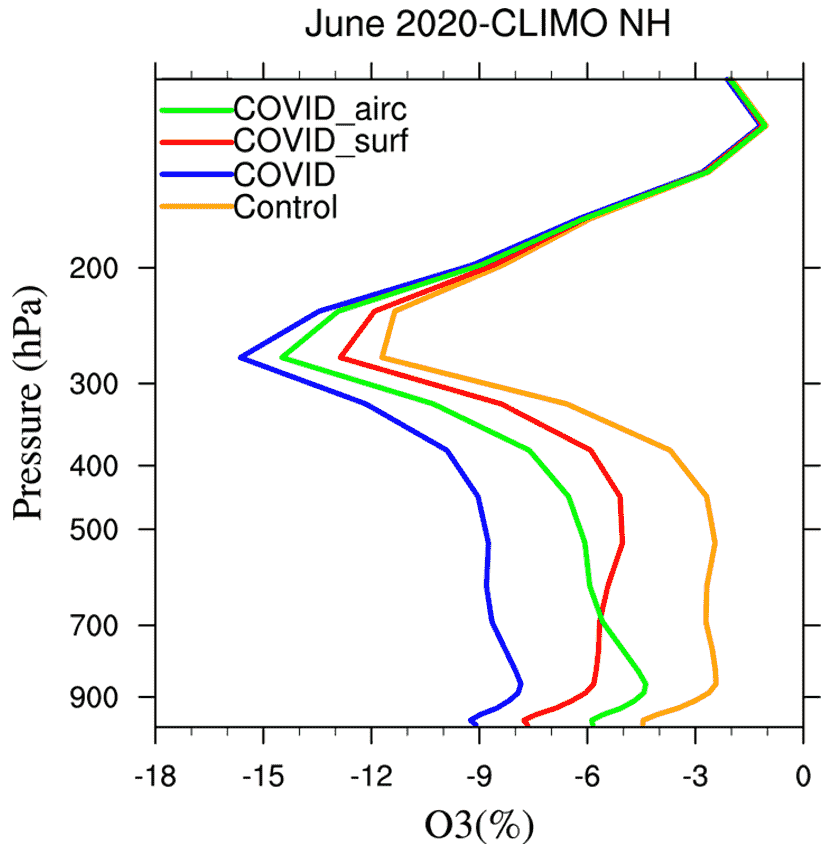 June 2020-CLIMO NH
COVID_airc
COVID_surf
COVID
Control
Pressure (hPa)
200
300
400
500
700
900
-18 -15 -12 -9 -6 -3 0
O3(%)